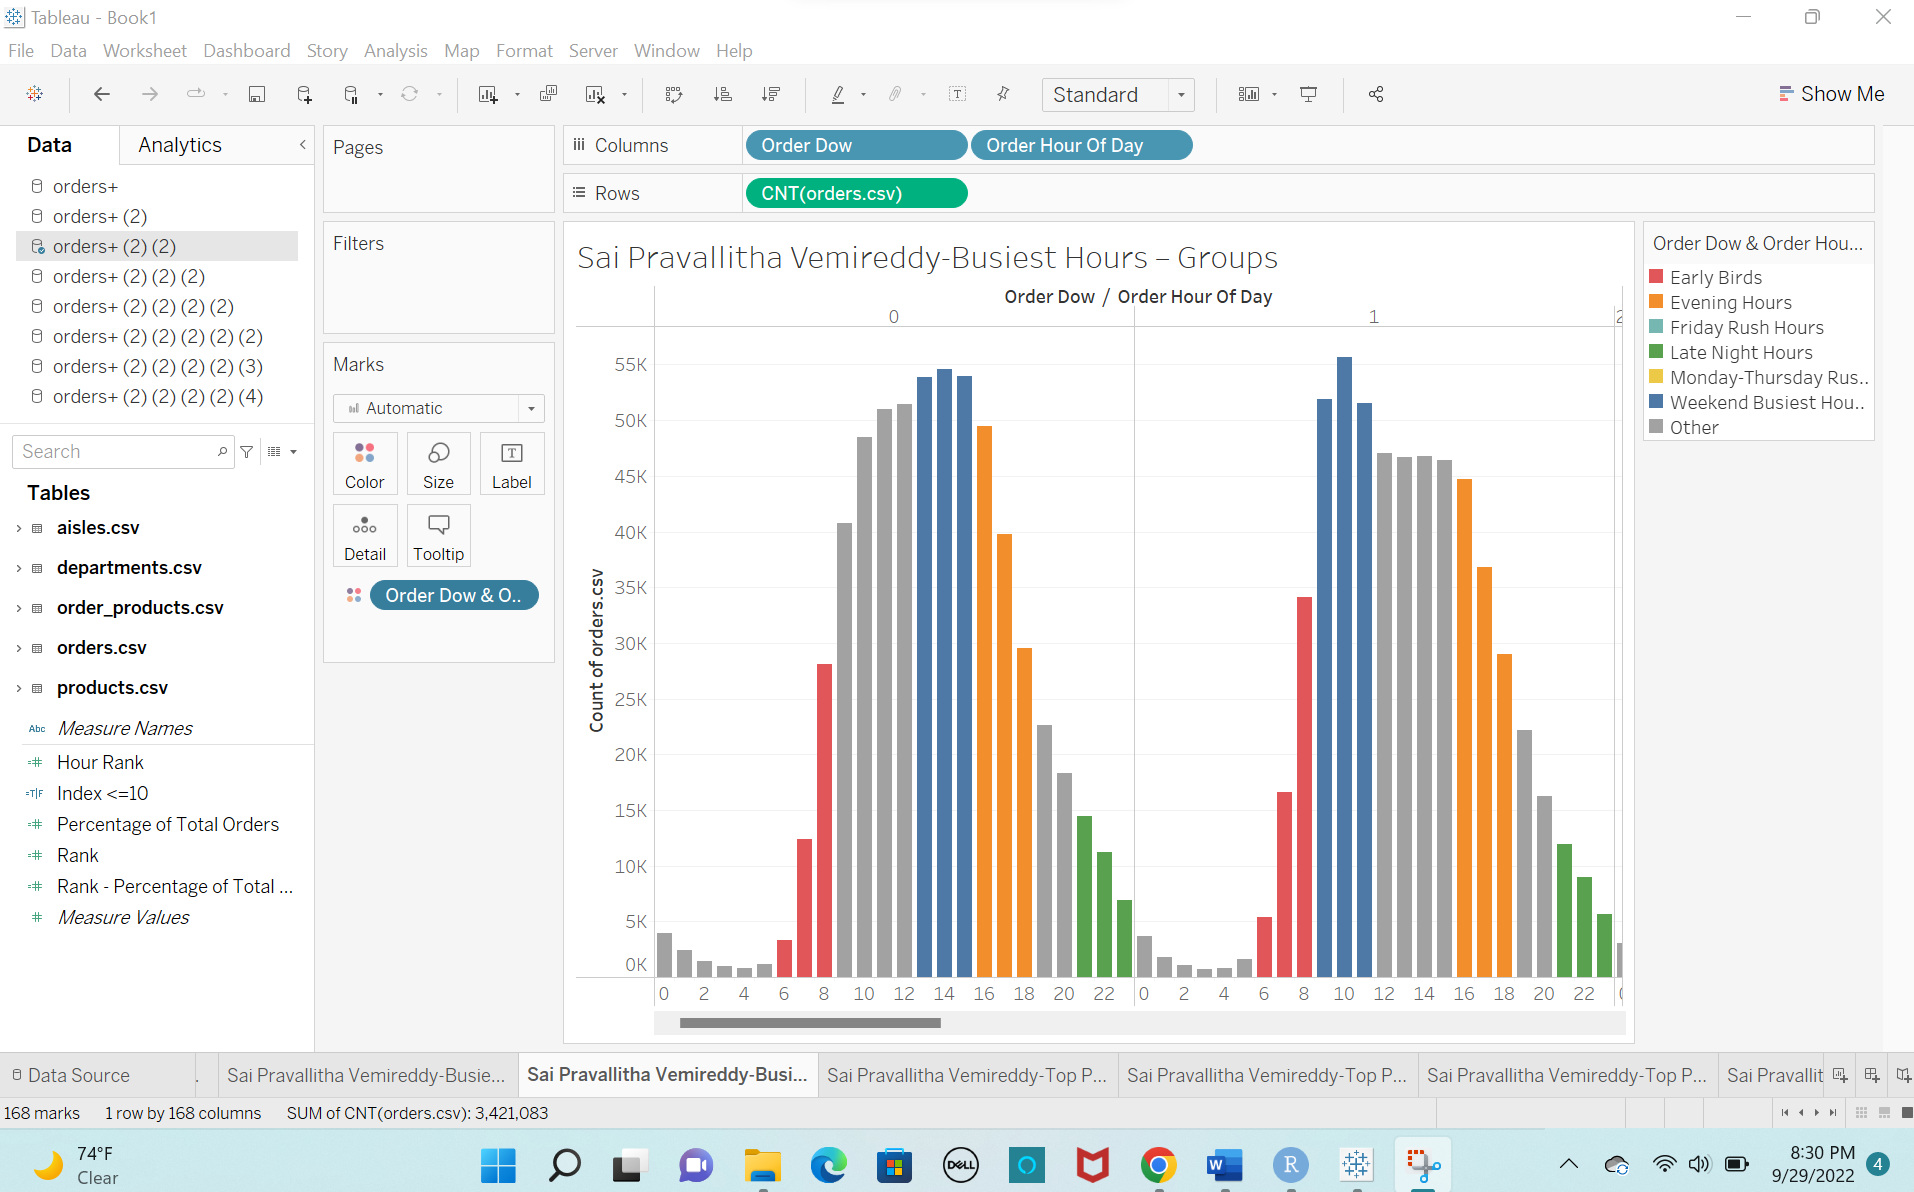 Tableau - Book1
File Data Worksheet Dashboard Story Analysis Map Format Server Window Help
Standard
Show Me
Data Analytics
orders+
orders+ (2)
orders+ (2) (2)
orders+ (2) (2) (2)
orders+ (2) (2) (2) (2)
orders+ (2) (2) (2) (2) (2)
orders+ (2) (2) (2) (2) (3)
orders+ (2) (2) (2) (2) (4)
Search
Tables
aisles.csv
departments.csv
order_products.csv
orders.csv
products.csv
Abc Measure Names
Hour Rank
=T|F Index <=10
Percentage of Total Orders
Rank
Rank - Percentage of Total ...
Measure Values
Pages
Filters
Marks
Automatic
Color Size Label
Detail Tooltip
Order Dow & O..
Columns Order Dow Order Hour Of Day
Rows CNT(orders.csv)
Sai Pravallitha Vemireddy-Busiest Hours – Groups
Order Dow / Order Hour Of Day
0 1 2
55K
50K
45K
40K
35K
30K
25K
20K
15K
10K
5K
0K
Count of orders.csv
0 2 4 6 8 10 12 14 16 18 20 22 0 2 4 6 8 10 12 14 16 18 20 22
Order Dow & Order Hou...
Early Birds
Evening Hours
Friday Rush Hours
Late Night Hours
Monday-Thursday Rus..
Weekend Busiest Hou..
Other
Data Source . Sai Pravallitha Vemireddy-Busie... Sai Pravallitha Vemireddy-Busi... Sai Pravallitha Vemireddy-Top P... Sai Pravallitha Vemireddy-Top P... Sai Pravallitha Vemireddy-Top P... Sai Pravallit
168 marks 1 row by 168 columns SUM of CNT(orders.csv): 3,421,083
74°F
Clear
DELL
W
R
8:30 PM
9/29/2022
4